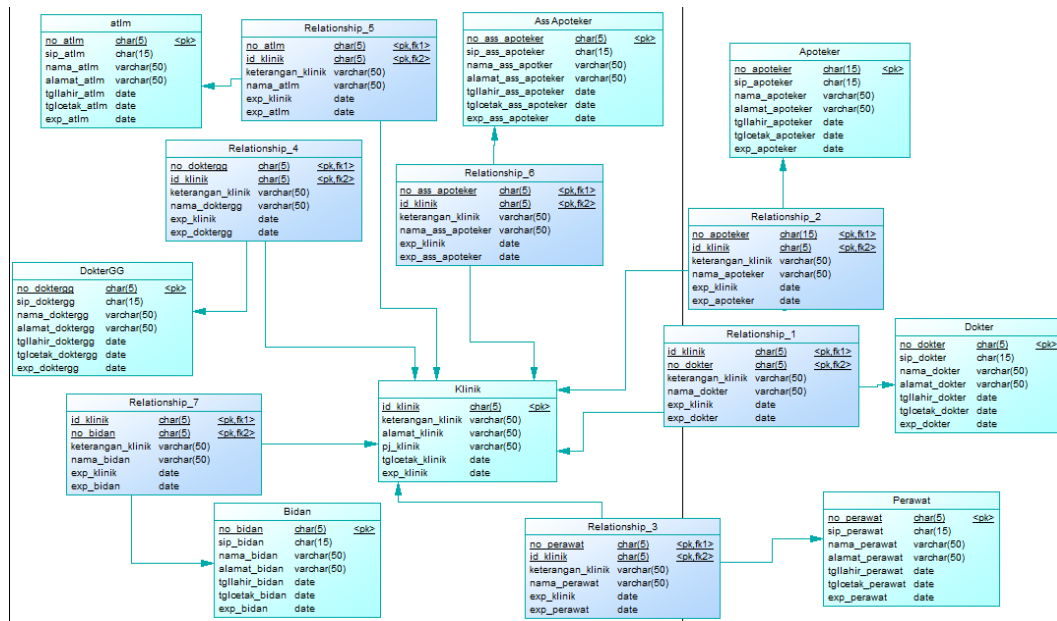 atlm
no_atlm char(5) <pk>
sip_atlm char(15)
nama_atlm varchar(50)
alamat_atlm varchar(50)
tgllahir_atlm date
tglcetak_atlm date
exp_atlm date
Relationship_5
no_atlm char(5) <pk,fk1>
id_klinik char(5) <pk,fk2>
keterangan_klinik varchar(50)
nama_atlm varchar(50)
exp_klinik date
exp_atlm date
Ass Apoteker
no_ass_apoteker char(5) <pk>
sip_ass_apoteker char(15)
nama_ass_apotker varchar(50)
alamat_ass_apoteker varchar(50)
tgllahir_ass_apoteker date
tglcetak_ass_apoteker date
exp_ass_apoteker date
Apoteker
no_apoteker char(15) <pk>
sip_apoteker char(15)
nama_apoteker varchar(50)
alamat_apoteker varchar(50)
tgllahir_apoteker date
tglcetak_apoteker date
exp_apoteker date
Relationship_4
no_doktergg char(5) <pk,fk1>
id_klinik char(5) <pk,fk2>
keterangan_klinik varchar(50)
nama_doktergg varchar(50)
exp_klinik date
exp_doktergg date
Relationship_6
no_ass_apoteker char(5) <pk,fk1>
id_klinik char(5) <pk,fk2>
keterangan_klinik varchar(50)
nama_ass_apoteker varchar(50)
exp_klinik date
exp_ass_apoteker date
Relationship_2
no_apoteker char(15) <pk,fk1>
id_klinik char(5) <pk,fk2>
keterangan_klinik varchar(50)
nama_apoteker varchar(50)
exp_klinik date
exp_apoteker date
DokterGG
no_doktergg char(5) <pk>
sip_doktergg char(15)
nama_doktergg varchar(50)
alamat_doktergg varchar(50)
tgllahir_doktergg date
tglcetak_doktergg date
exp_doktergg date
Relationship_1
id_klinik char(5) <pk,fk1>
no_dokter char(5) <pk,fk2>
keterangan_klinik varchar(50)
nama_dokter varchar(50)
exp_klinik date
exp_dokter date
Dokter
no_dokter char(5) <pk>
sip_dokter char(15)
nama_dokter varchar(50)
alamat_dokter varchar(50)
tgllahir_dokter date
tglcetak_dokter date
exp_dokter date
Klinik
id_klinik char(5) <pk>
keterangan_klinik varchar(50)
alamat_klinik varchar(50)
pj_klinik varchar(50)
tglcetak_klinik date
exp_klinik date
Relationship_7
id_klinik char(5) <pk,fk1>
no_bidan char(5) <pk,fk2>
keterangan_klinik varchar(50)
nama_bidan varchar(50)
exp_klinik date
exp_bidan date
Bidan
no_bidan char(5) <pk>
sip_bidan char(15)
nama_bidan varchar(50)
alamat_bidan varchar(50)
tgllahir_bidan date
tglcetak_bidan date
exp_bidan date
Relationship_3
no_perawat char(5) <pk,fk1>
id_klinik char(5) <pk,fk2>
keterangan_klinik varchar(50)
nama_perawat varchar(50)
exp_klinik date
exp_perawat date
Perawat
no_perawat char(5) <pk>
sip_perawat char(15)
nama_perawat varchar(50)
alamat_perawat varchar(50)
tgllahir_perawat date
tglcetak_perawat date
exp_perawat date